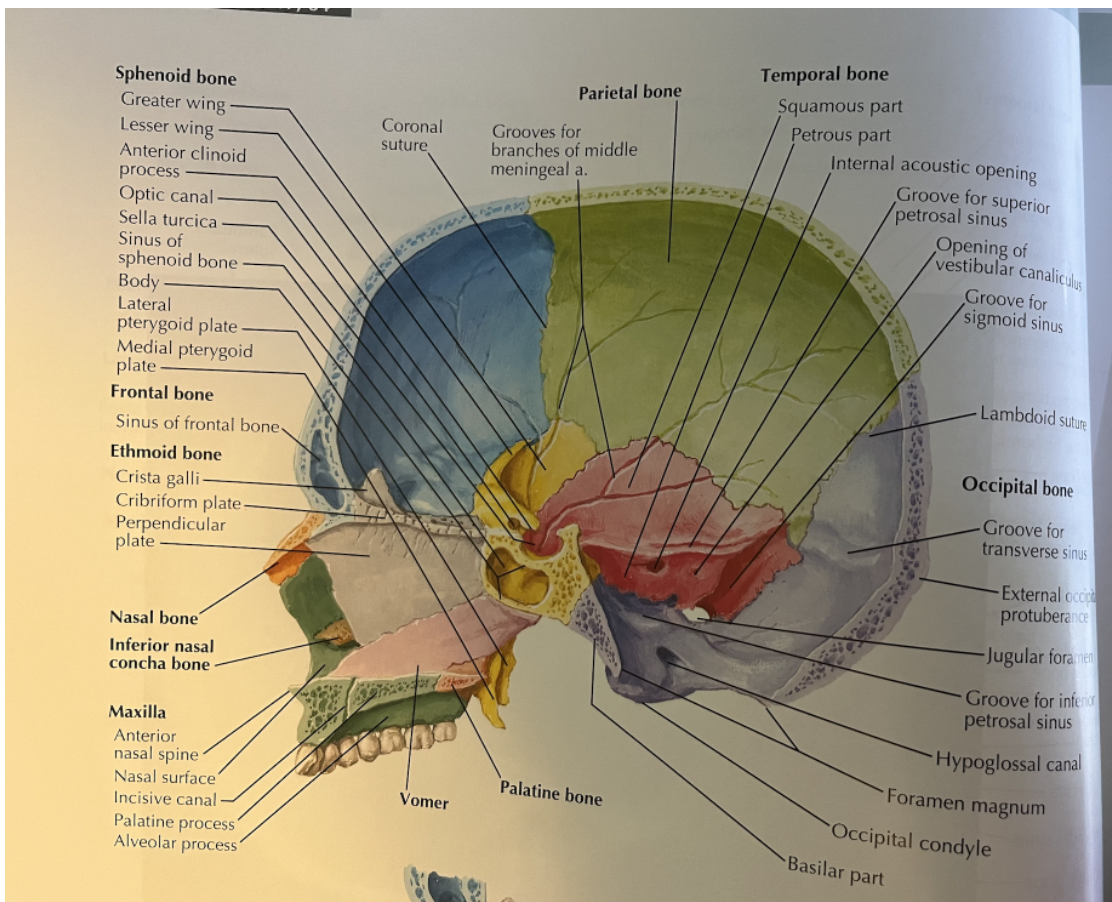 Sphenoid bone
Greater wing
Lesser wing
Anterior clinoid
process
Optic canal
Sella turcica
Sinus of
sphenoid bone
Body
Lateral
pterygoid plate
Medial pterygoid
plate
Frontal bone
Sinus of frontal bone
Ethmoid bone
Crista galli
Cribriform plate
Perpendicular
plate
Nasal bone
Inferior nasal
concha bone
Maxilla
Anterior
nasal spine
Nasal surface
Incisive canal
Palatine process
Alveolar process
Coronal
suture
Grooves for
branches of middle
meningeal a.
Parietal bone
Temporal bone
Squamous part
Petrous part
Internal acoustic opening
Groove for superior
petrosal sinus
Opening of
vestibular canaliculus
Groove for
sigmoid sinus
Lambdoid suture
Occipital bone
Groove for
transverse sinus
External
protuberance
Jugular foramen
Groove for inferior
petrosal sinus
Hypoglossal canal
Foramen magnum
Occipital condyle
Basilar part
Palatine bone
Vomer